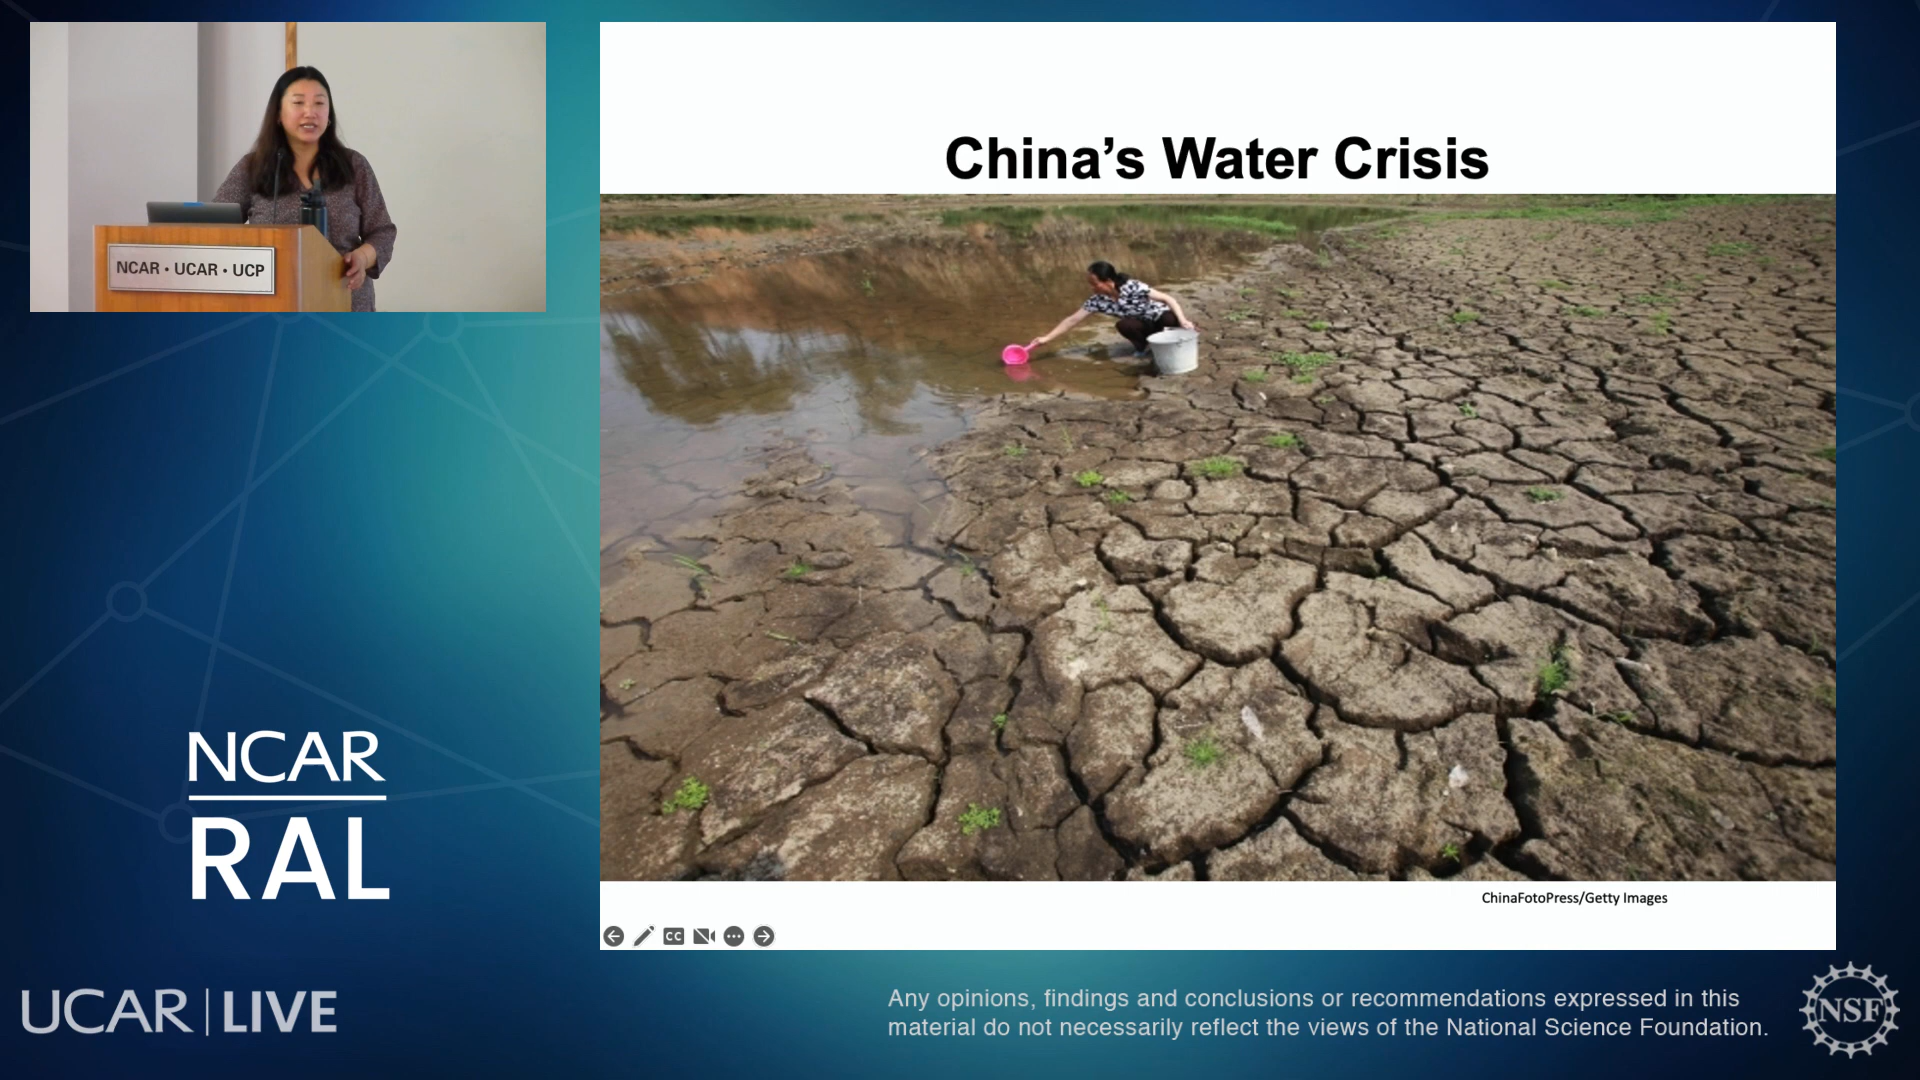 NCAR • UCAR • UCP
China's Water Crisis
ChinaFotoPress/Getty Images
CC
NCAR
RAL
UCAR | LIVE
Any opinions, findings and conclusions or recommendations expressed in this
material do not necessarily reflect the views of the National Science Foundation.
NSF